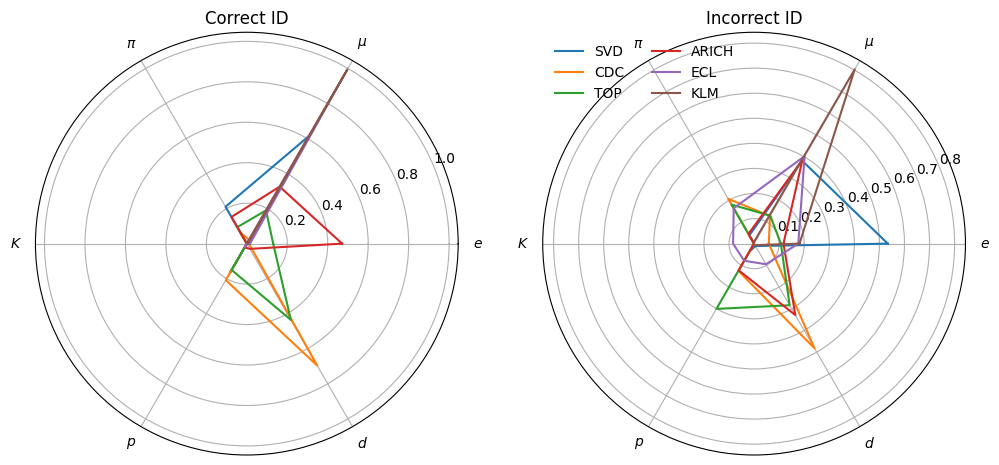 Correct ID
π
μ
1.0
0.8
0.6
0.4
0.2
K
e
p
d
Incorrect ID
π
μ
SVD
CDC
TOP
ARICH
ECL
KLM
0.8
0.7
0.6
0.5
0.4
0.3
0.2
0.1
K
e
p
d